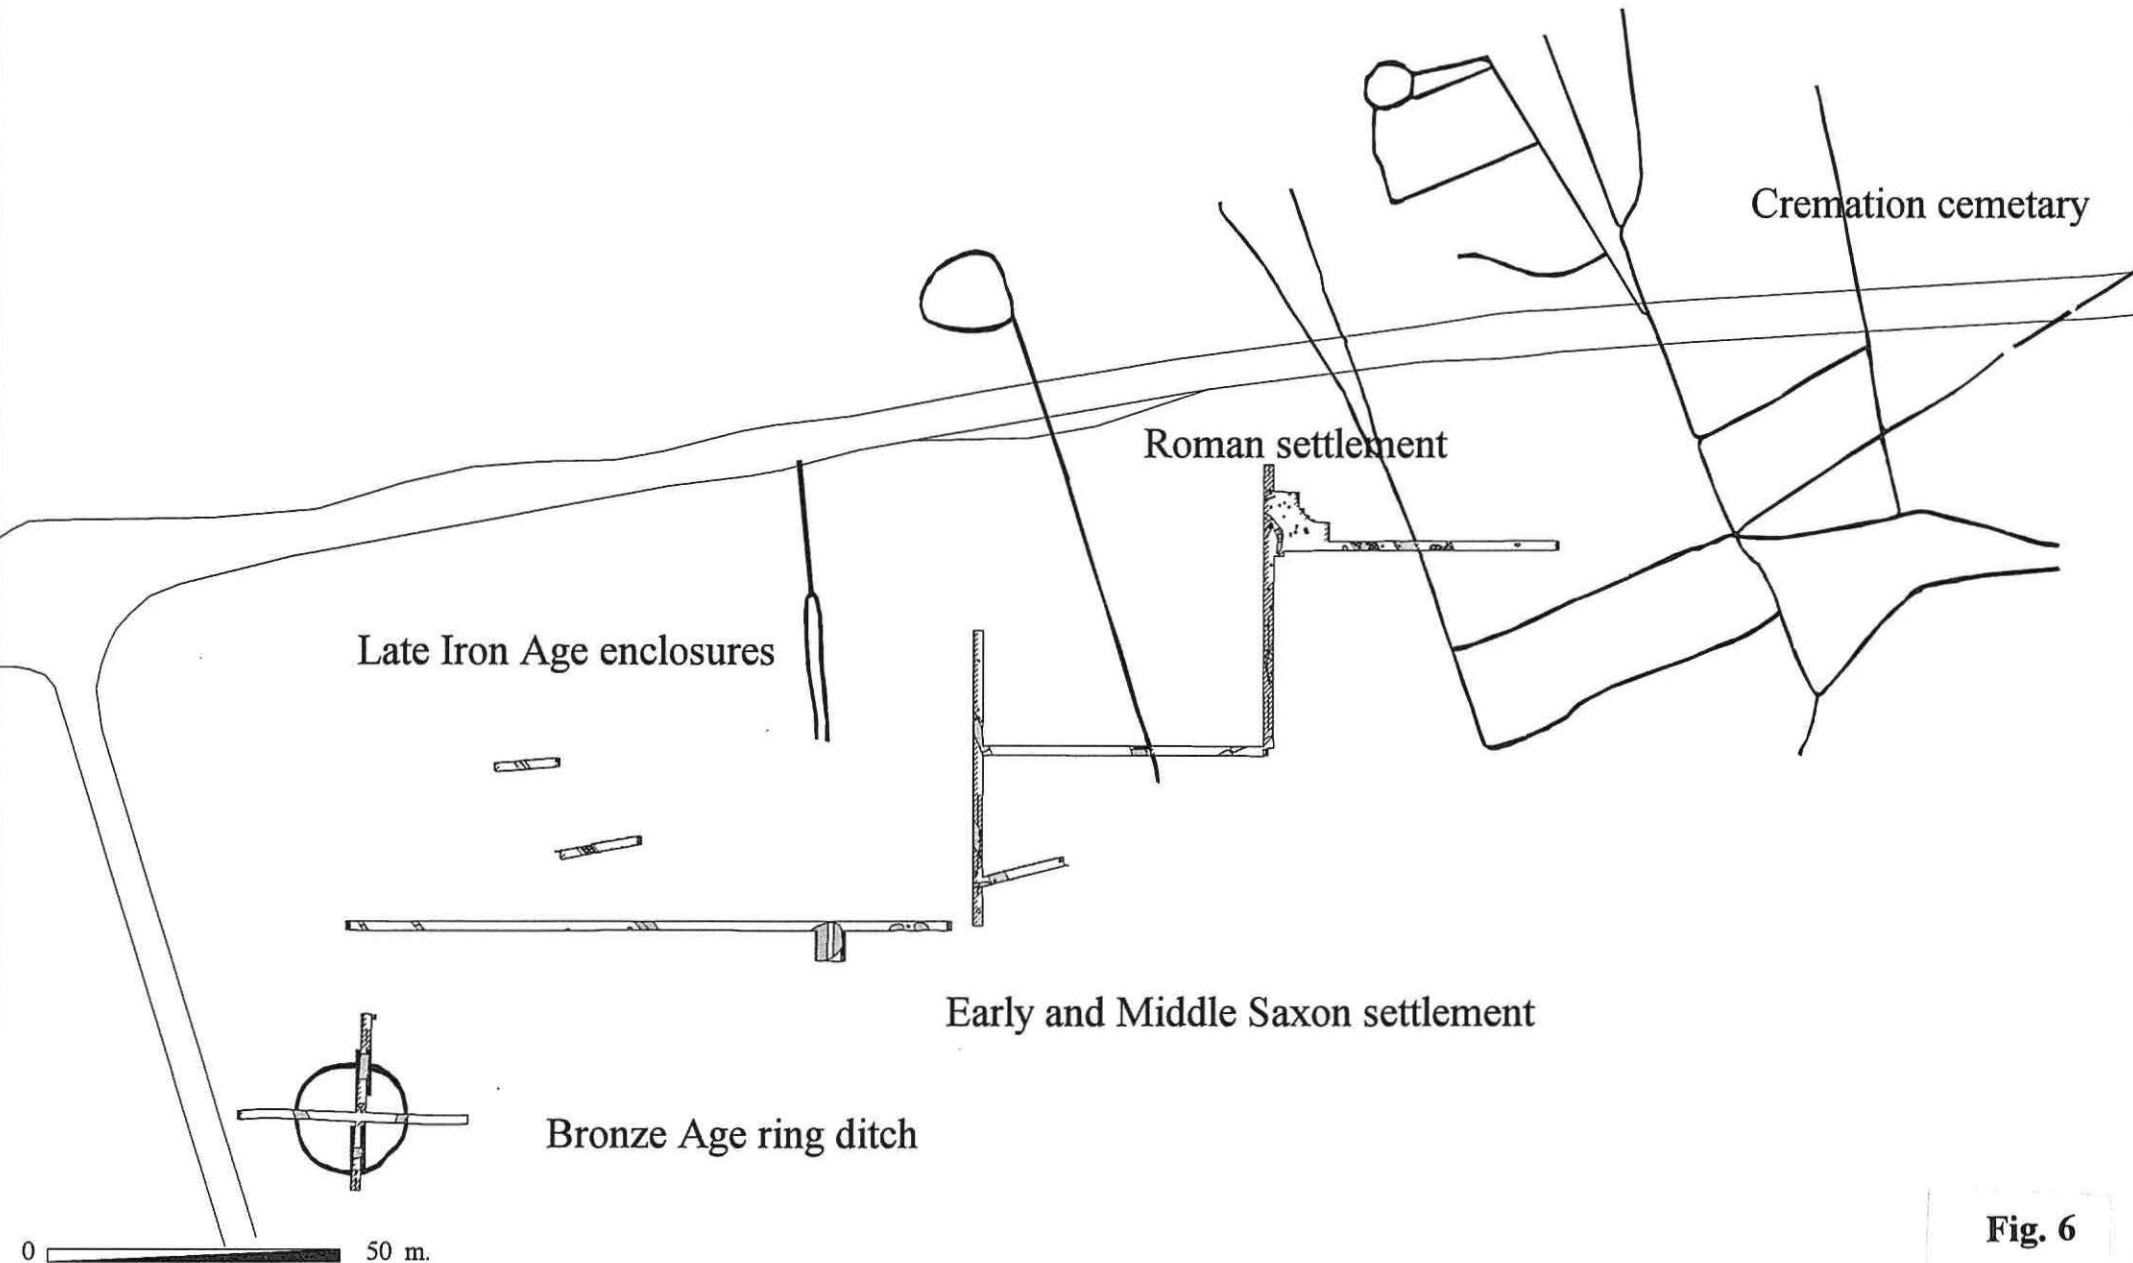 Cremation cemetary
Roman settlement
Late Iron Age enclosures
Early and Middle Saxon settlement
Bronze Age ring ditch
Fig. 6
0 50 m.